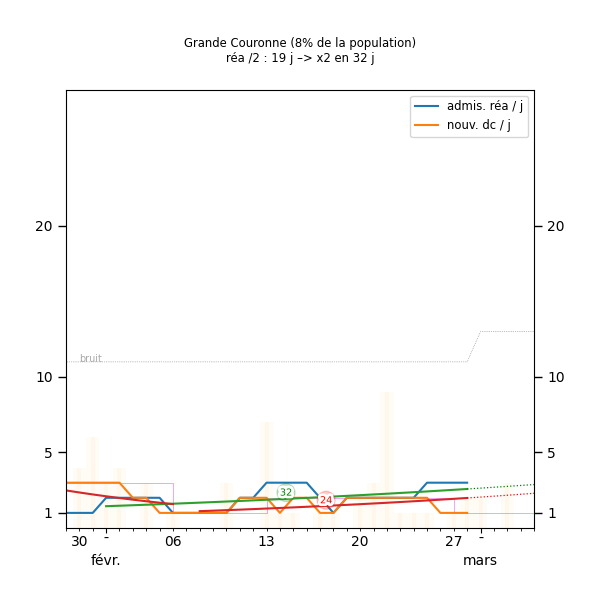 Grande Couronne (8% de la population)
réa /2 : 19 j –> x2 en 32 j
admis. réa / j
nouv. dc / j
20 20
bruit
10 10
5 5
32
24
1 1
30 - 06 13 20 27 -
févr. mars